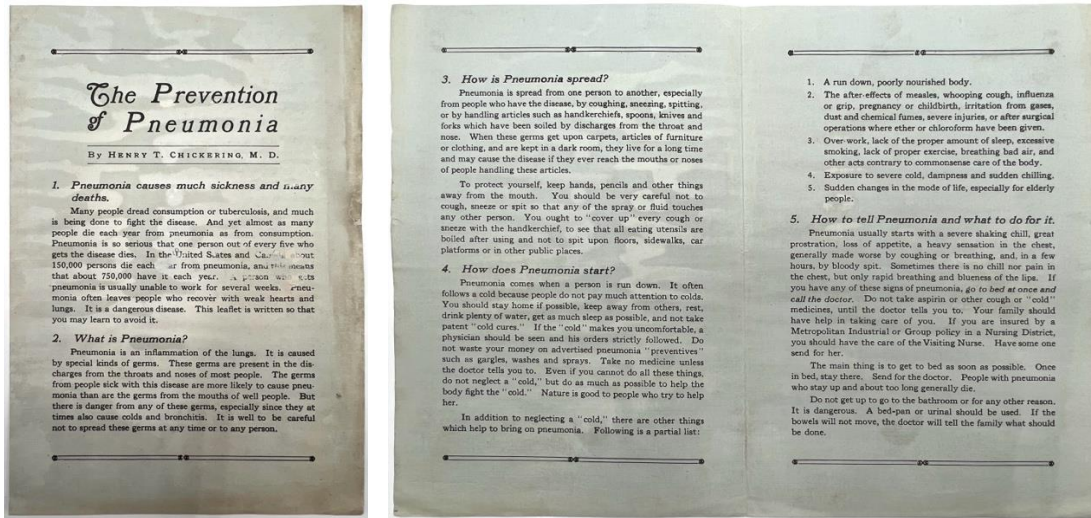 The Prevention
of Pneumonia
By HENRY T. CHICKERING, M. D.
1. Pneumonia causes much sickness and many
deaths.
Many people dread consumption or tuberculosis, and much
is being done to fight the disease. And yet almost as many
people die each year from pneumonia as from consumption.
Pneumonia is so serious that one person out of every five who
gets the disease dies. In the United States and about
150,000 persons die each from pneumonia, and this means
that about 750,000 have it each year. A person who gets
pneumonia is usually unable to work for several weeks. Pneu-
monia often leaves people who recover with weak hearts and
lungs. It is a dangerous disease. This leaflet is written so that
you may learn to avoid it.
2. What is Pneumonia?
Pneumonia is an inflammation of the lungs. It is caused
by special kinds of germs. These germs are present in the dis-
charges from the throats and noses of most people. The germs
from people sick with this disease are more likely to cause pneu-
monia than are the germs from the mouths of well people. But
there is danger from any of these germs, especially since they at
times also cause colds and bronchitis. It is well to be careful
not to spread these germs at any time or to any person.
3. How is Pneumonia spread?
Pneumonia is spread from one person to another, especially
from people who have the disease, by coughing, sneezing, spitting,
or by handling articles such as handkerchiefs, spoons, knives and
forks which have been soiled by discharges from the throat and
nose. When these germs get upon carpets, articles of furniture
or clothing, and are kept in a dark room, they live for a long time
and may cause the disease if they ever reach the mouths or noses
of people handling these articles.
To protect yourself, keep hands, pencils and other things
away from the mouth. You should be very careful not to
cough, sneeze or spit so that any of the spray or fluid touches
any other person. You ought to "cover up" every cough or
sneeze with the handkerchief, to see that all eating utensils are
boiled after using and not to spit upon floors, sidewalks, car
platforms or in other public places.
4. How does Pneumonia start?
Pneumonia comes when a person is run down. It often
follows a cold because people do not pay much attention to colds.
You should stay home if possible, keep away from others, rest,
drink plenty of water, get as much sleep as possible, and not take
patent "cold cures." If the "cold" makes you uncomfortable, a
physician should be seen and his orders strictly followed. Do
not waste your money on advertised pneumonia "preventives"
such as gargles, washes and sprays. Take no medicine unless
the doctor tells you to. Even if you cannot do all these things,
do not neglect a "cold," but do as much as possible to help the
body fight the "cold." Nature is good to people who try to help
her.
In addition to neglecting a "cold," there are other things
which help to bring on pneumonia. Following is a partial list:
1. A run down, poorly nourished body.
2. The after-effects of measles, whooping cough, influenza
or grip, pregnancy or childbirth, irritation from gases,
dust and chemical fumes, severe injuries, or after surgical
operations where ether or chloroform have been given.
3. Over-work, lack of the proper amount of sleep, excessive
smoking, lack of proper exercise, breathing bad air, and
other acts contrary to commonsense care of the body.
4. Exposure to severe cold, dampness and sudden chilling.
5. Sudden changes in the mode of life, especially for elderly
people.
5. How to tell Pneumonia and what to do for it.
Pneumonia usually starts with a severe shaking chill, great
prostration, loss of appetite, a heavy sensation in the chest,
generally made worse by coughing or breathing, and, in a few
hours, by bloody spit. Sometimes there is no chill nor pain in
the chest, but only rapid breathing and blueness of the lips. If
you have any of these signs of pneumonia, go to bed at once and
call the doctor. Do not take aspirin or other cough or "cold"
medicines, until the doctor tells you to. Your family should
have help in taking care of you. If you are insured by a
Metropolitan Industrial or Group policy in a Nursing District,
you should have the care of the Visiting Nurse. Have some one
send for her.
The main thing is to get to bed as soon as possible. Once
in bed, stay there. Send for the doctor. People with pneumonia
who stay up and about too long generally die.
Do not get up to go to the bathroom or for any other reason.
It is dangerous. A bed-pan or urinal should be used. If the
bowels will not move, the doctor will tell the family what should
be done.